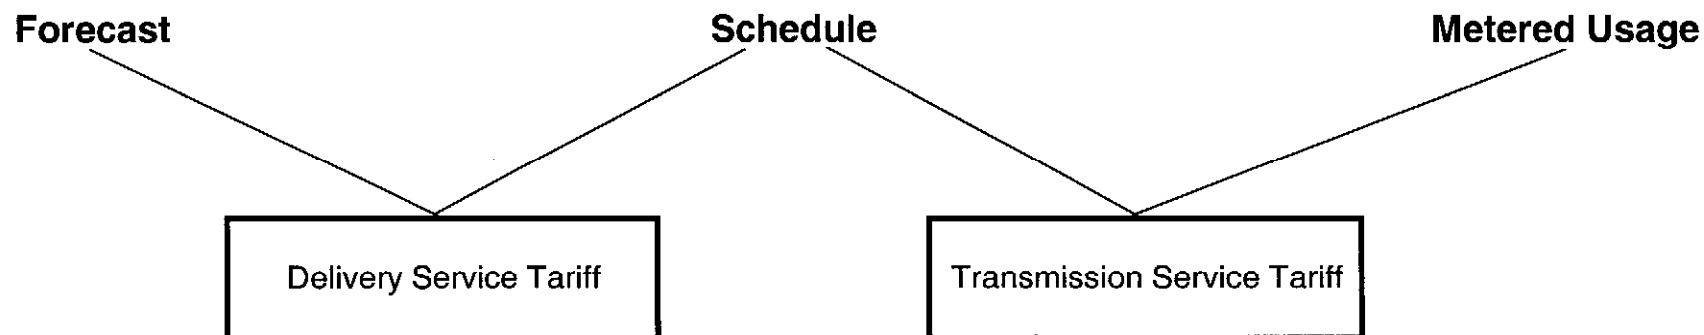 Forecast Schedule Metered Usage
Delivery Service Tariff Transmission Service Tariff